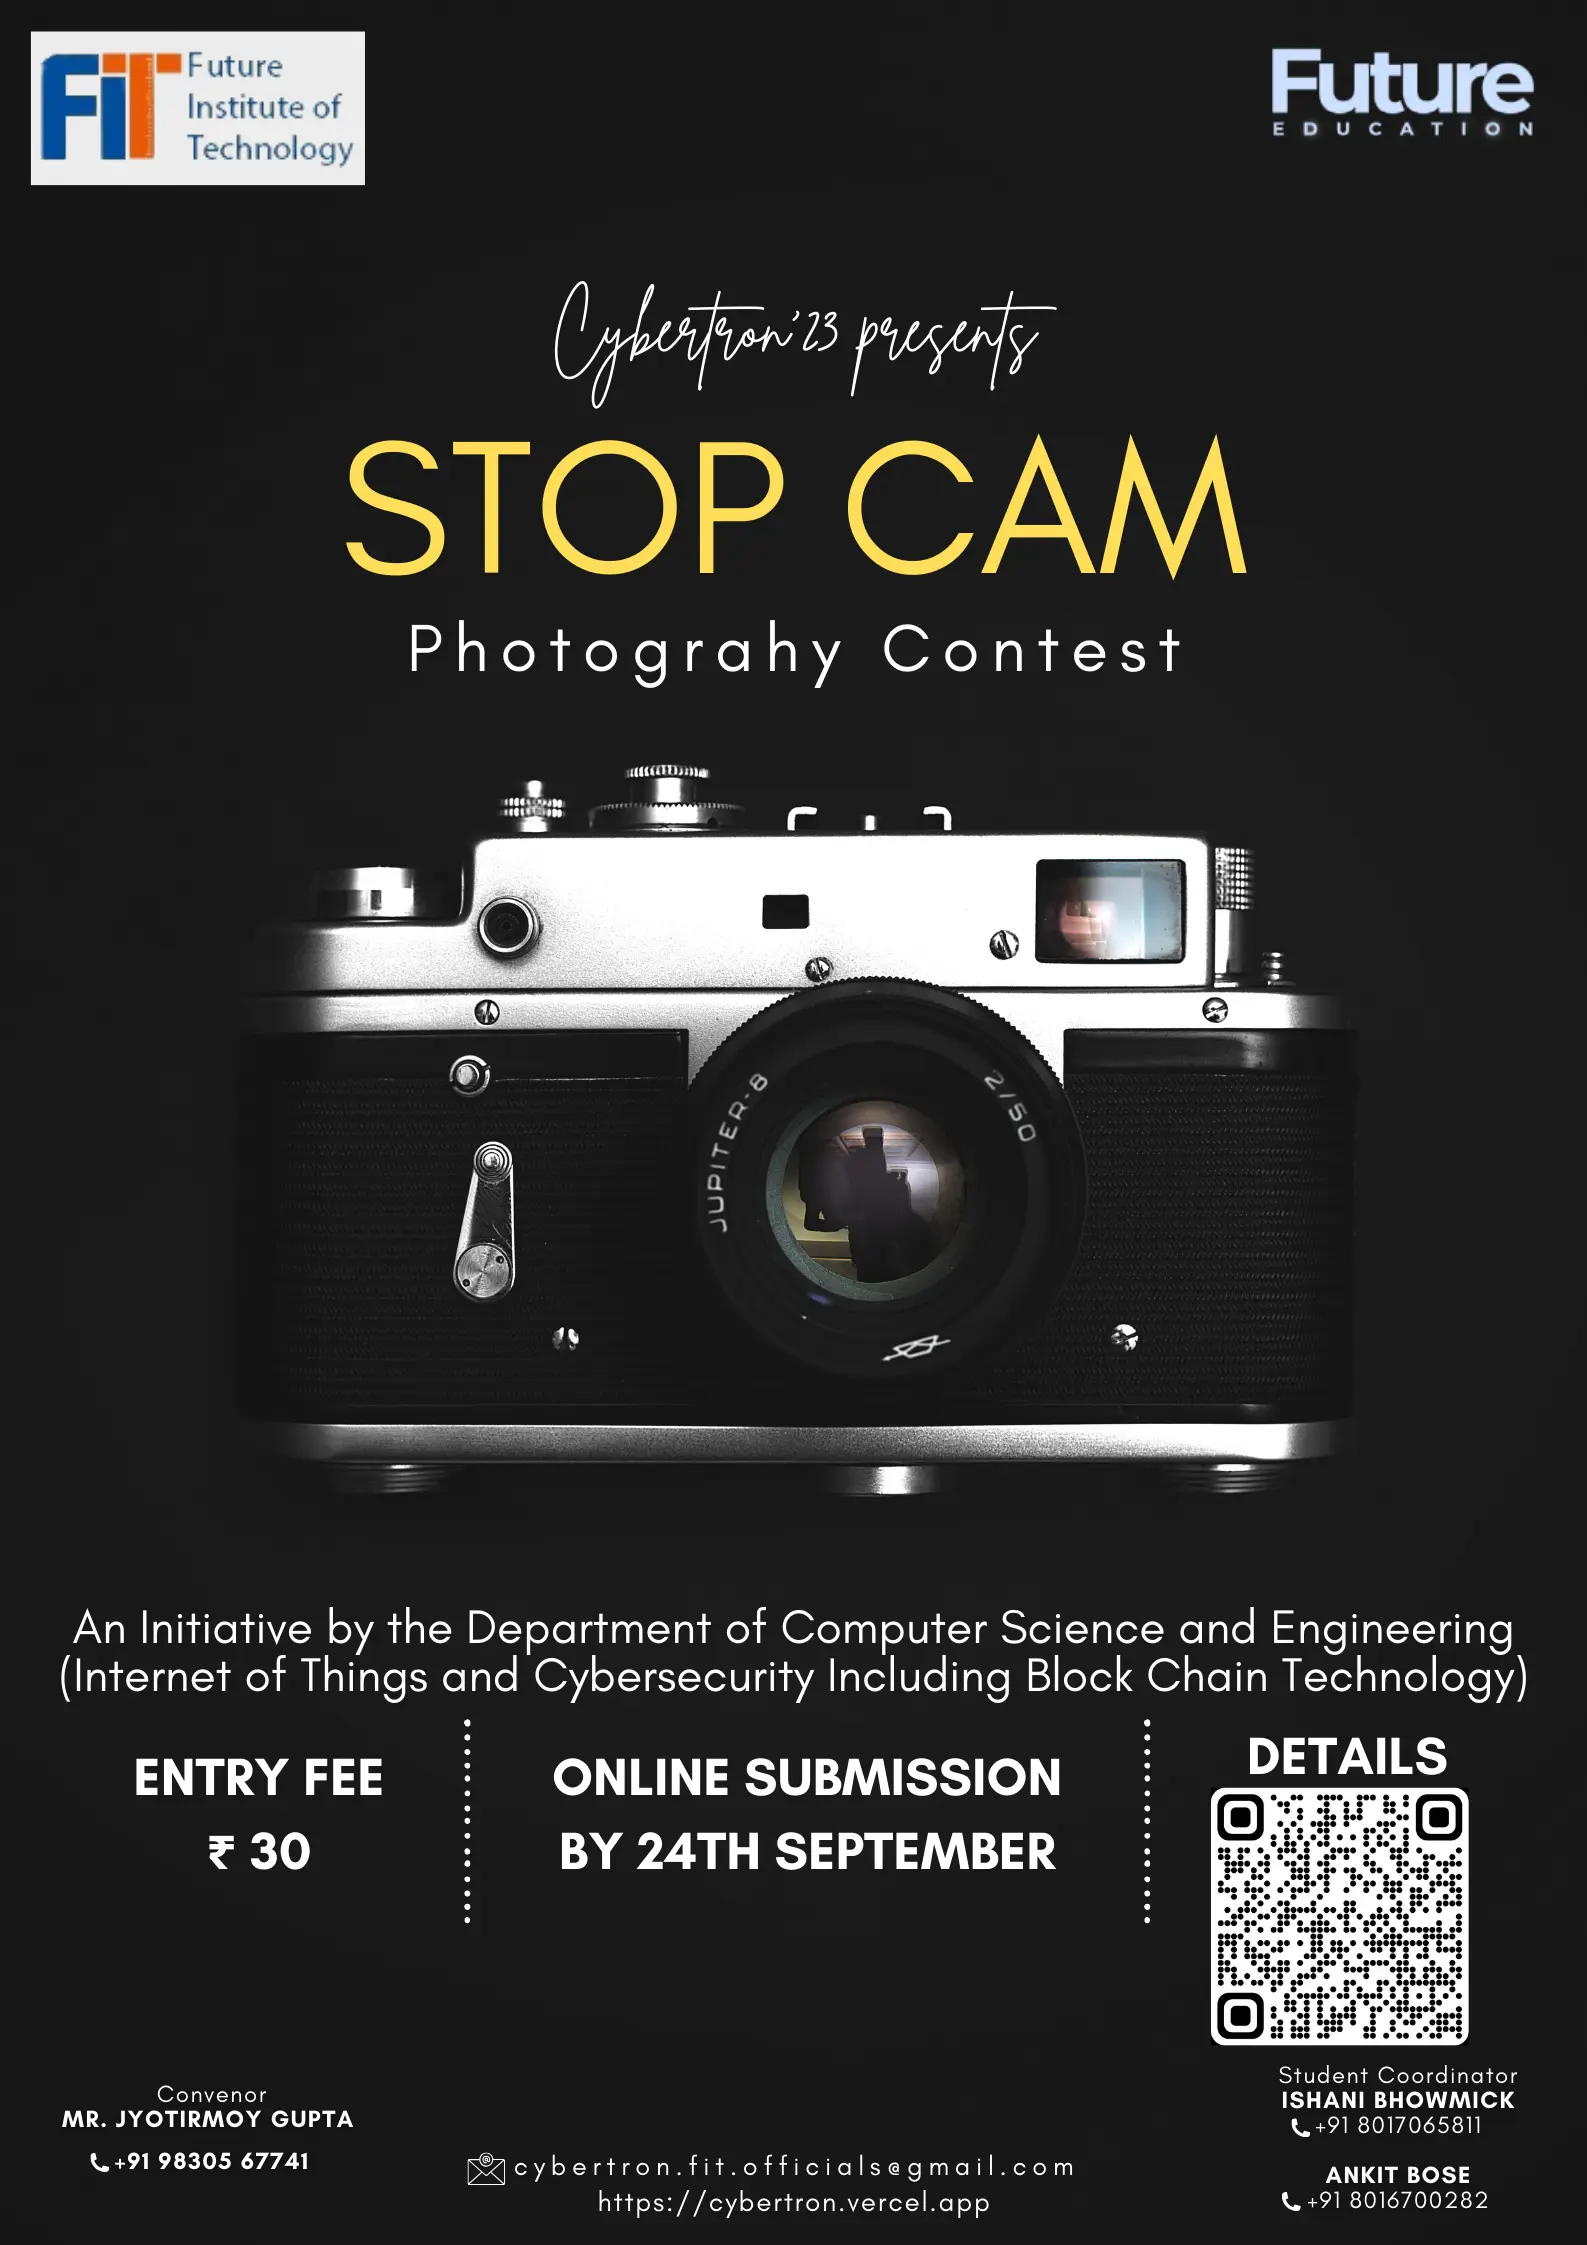 FiT Future
Institute of
Technology
Future
EDUCATION
Cybertron'23 presents
STOP CAM
Photograhy Contest
JUPITER-8
2/50
An Initiative by the Department of Computer Science and Engineering
(Internet of Things and Cybersecurity Including Block Chain Technology)
ENTRY FEE
₹ 30
ONLINE SUBMISSION
BY 24TH SEPTEMBER
DETAILS
Convenor
MR. JYOTIRMOY GUPTA
+91 98305 67741
cybertron.fit.officials@gmail.com
https://cybertron.vercel.app
Student Coordinator
ISHANI BHOWMICK
+91 8017065811
ANKIT BOSE
+91 8016700282